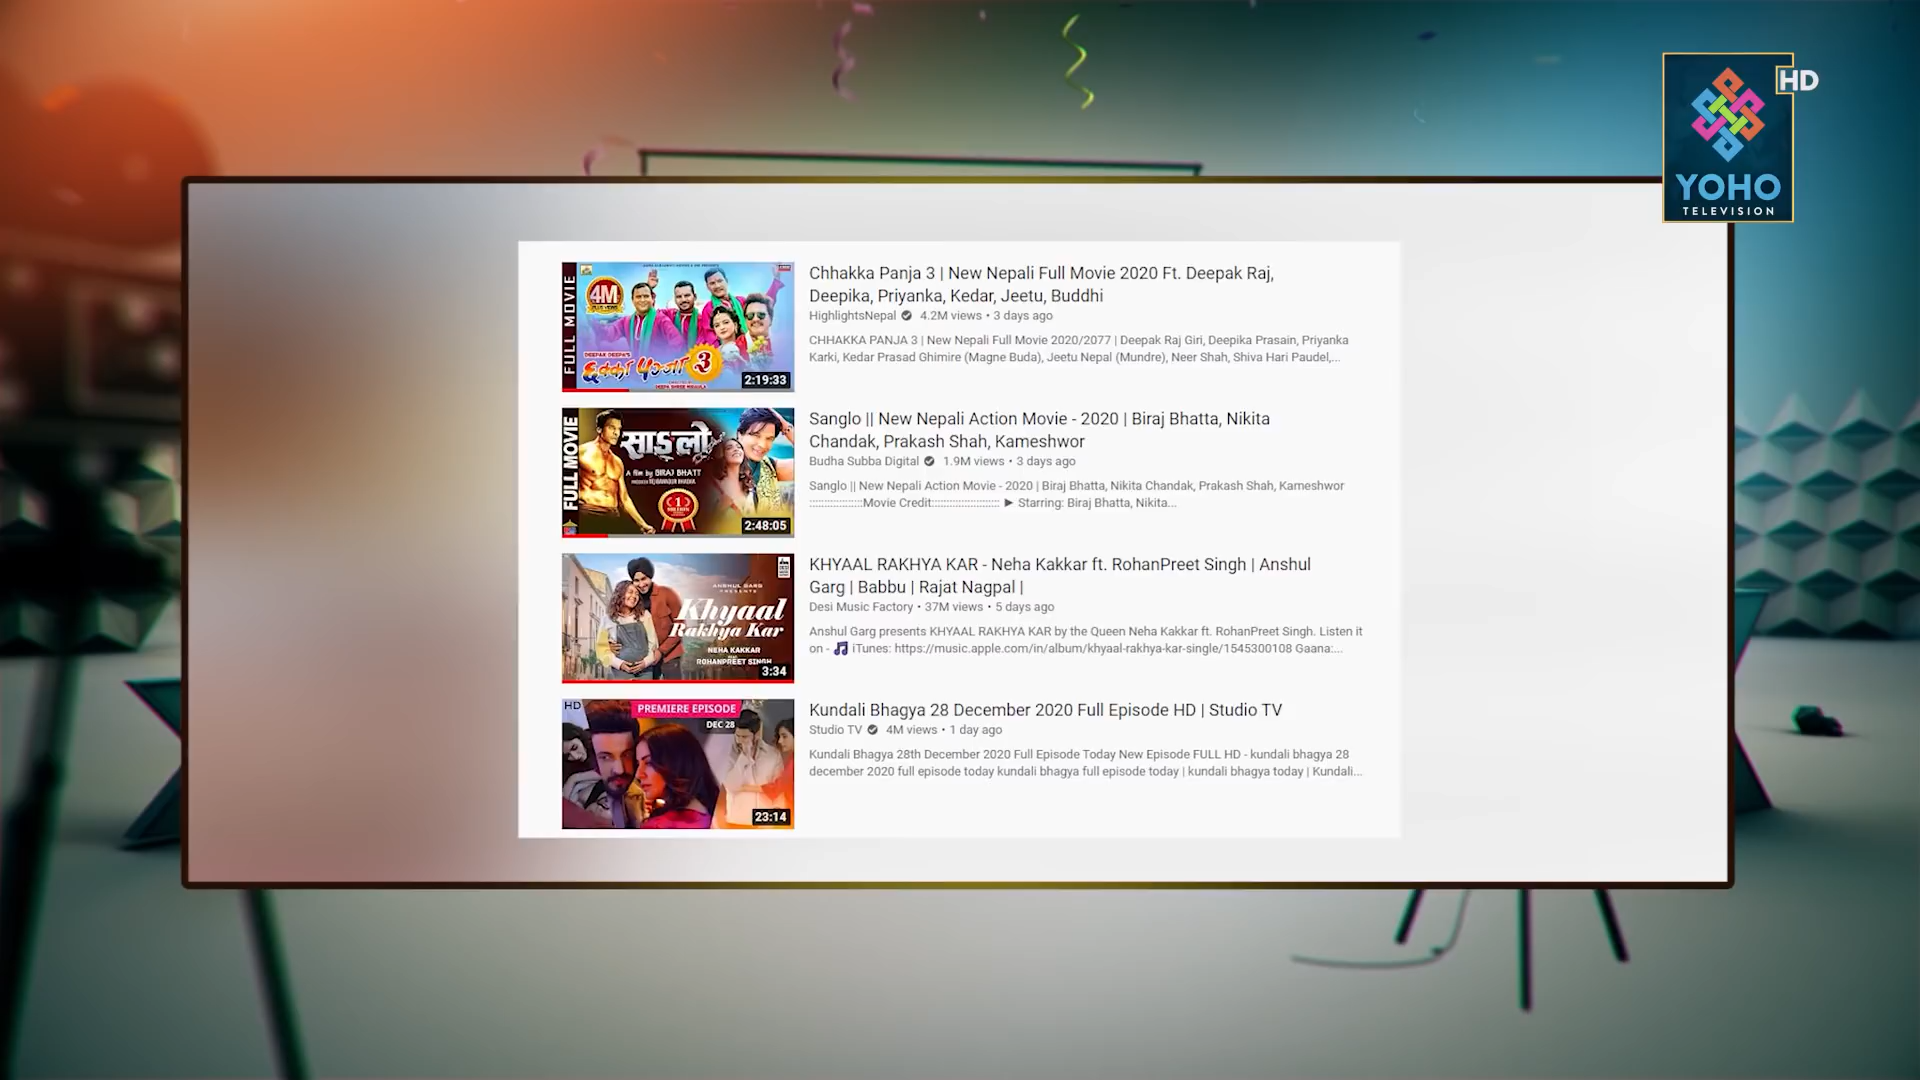 HD
YOHO
TELEVISION
FULL MOVIE
4M
PLUS VIEWS
DEEPAK DEEPA'S
छक्का पञ्जा ३
2:19:33
Chhakka Panja 3 | New Nepali Full Movie 2020 Ft. Deepak Raj,
Deepika, Priyanka, Kedar, Jeetu, Buddhi
HighlightsNepal 4.2M views • 3 days ago
CHHAKKA PANJA 3 | New Nepali Full Movie 2020/2077 | Deepak Raj Giri, Deepika Prasain, Priyanka
Karki, Kedar Prasad Ghimire (Magne Buda), Jeetu Nepal (Mundre), Neer Shah, Shiva Hari Paudel,...
FULL MOVIE
साङ्लो
A film by BIRAJ BHATT
1
2:48:05
Sanglo || New Nepali Action Movie - 2020 | Biraj Bhatta, Nikita
Chandak, Prakash Shah, Kameshwor
Budha Subba Digital 1.9M views • 3 days ago
Sanglo || New Nepali Action Movie - 2020 | Biraj Bhatta, Nikita Chandak, Prakash Shah, Kameshwor
::::::::::::::::::Movie Credit::::::::::::::::::::::: ► Starring: Biraj Bhatta, Nikita...
ANSHUL GARG
PRESENTS
Khyaal
Rakhya Kar
NEHA KAKKAR
ROHANPREET SINGH
3:34
KHYAAL RAKHYA KAR - Neha Kakkar ft. RohanPreet Singh | Anshul
Garg | Babbu | Rajat Nagpal |
Desi Music Factory • 37M views • 5 days ago
Anshul Garg presents KHYAAL RAKHYA KAR by the Queen Neha Kakkar ft. RohanPreet Singh. Listen it
on - 🎵 iTunes: https://music.apple.com/in/album/khyaal-rakhya-kar-single/1545300108 Gaana:...
HD
PREMIERE EPISODE
DEC 28
23:14
Kundali Bhagya 28 December 2020 Full Episode HD | Studio TV
Studio TV 4M views • 1 day ago
Kundali Bhagya 28th December 2020 Full Episode Today New Episode FULL HD - kundali bhagya 28
december 2020 full episode today kundali bhagya full episode today | kundali bhagya today | Kundali...